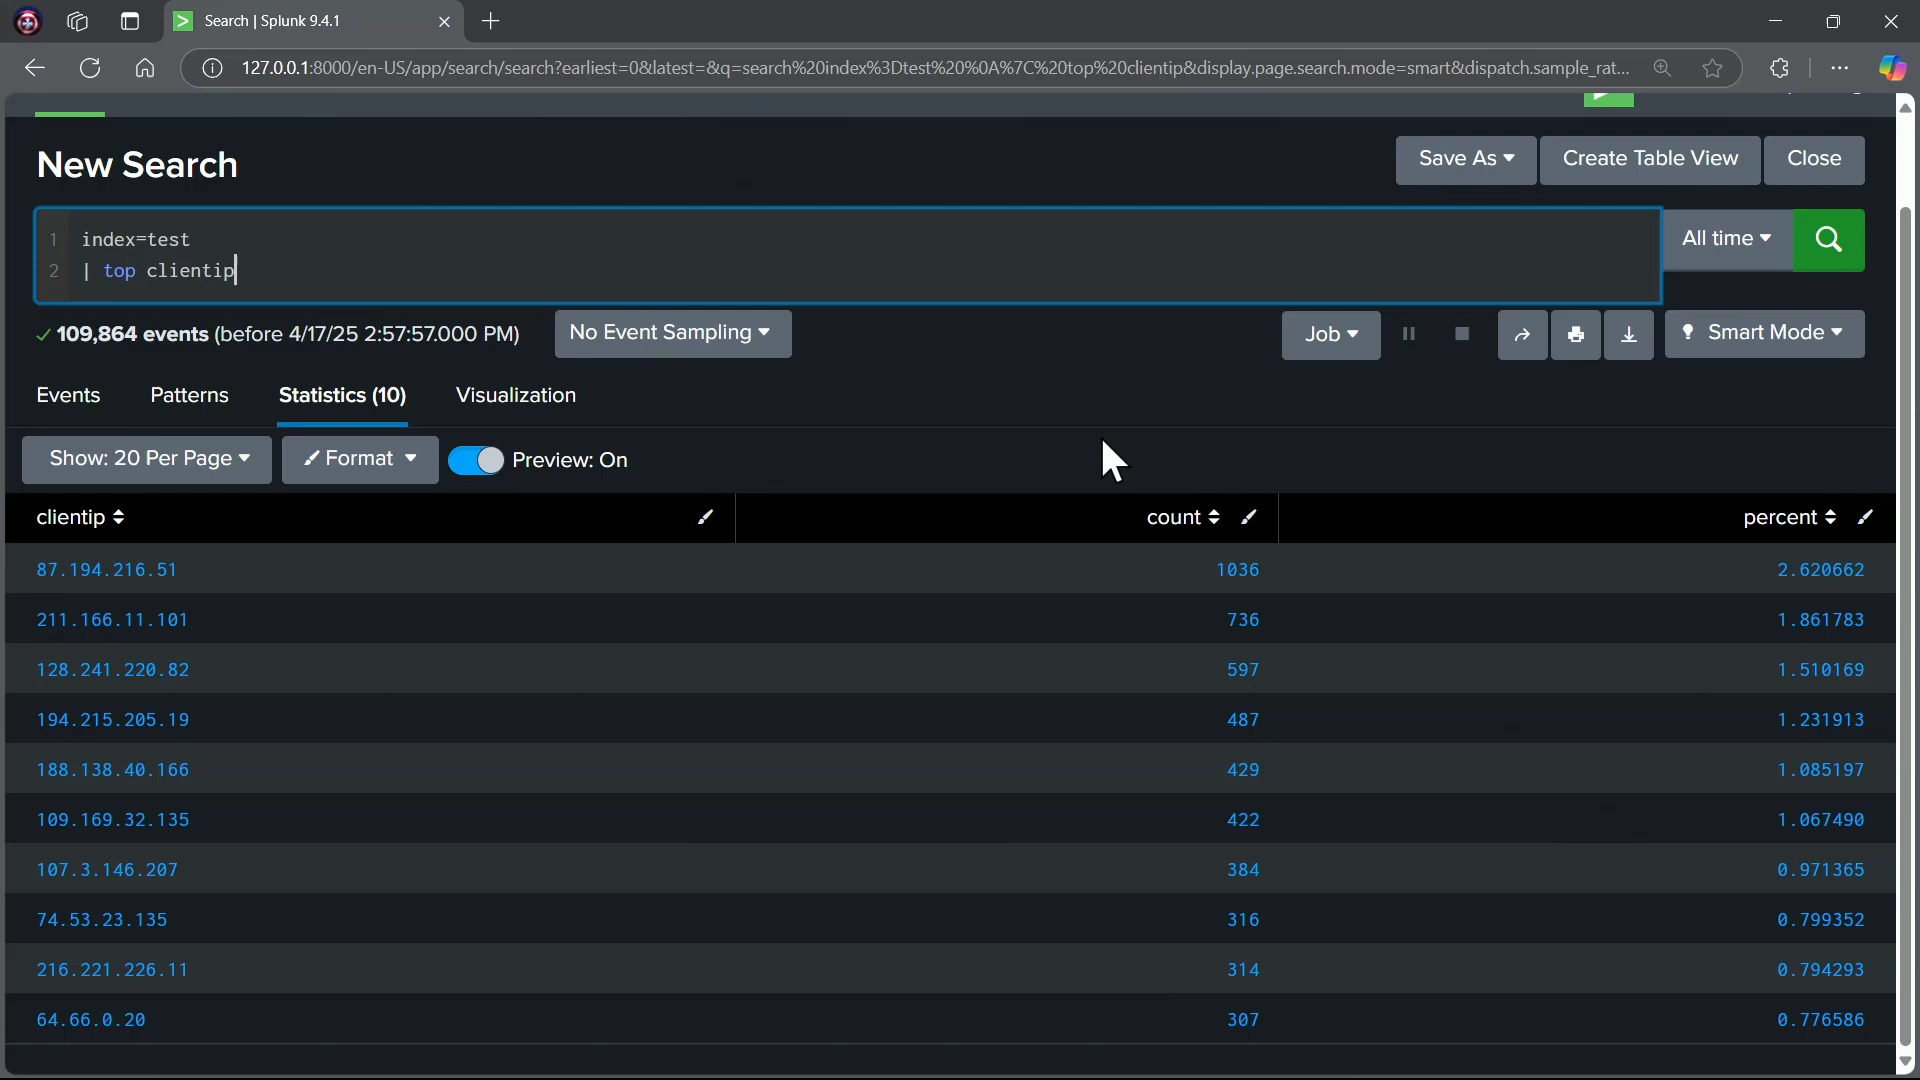 Search | Splunk 9.4.1
127.0.0.1:8000/en-US/app/search/search?earliest=0&latest=&q=search%20index%3Dtest%20%0A%7C%20top%20clientip&display.page.search.mode=smart&dispatch.sample_rat...
New Search
Save As
Create Table View
Close
1 index=test
2 | top clientip
All time
109,864 events (before 4/17/25 2:57:57.000 PM)
No Event Sampling
Job
Smart Mode
Events
Patterns
Statistics (10)
Visualization
Show: 20 Per Page
Format
Preview: On
clientip count percent
87.194.216.51 1036 2.620662
211.166.11.101 736 1.861783
128.241.220.82 597 1.510169
194.215.205.19 487 1.231913
188.138.40.166 429 1.085197
109.169.32.135 422 1.067490
107.3.146.207 384 0.971365
74.53.23.135 316 0.799352
216.221.226.11 314 0.794293
64.66.0.20 307 0.776586